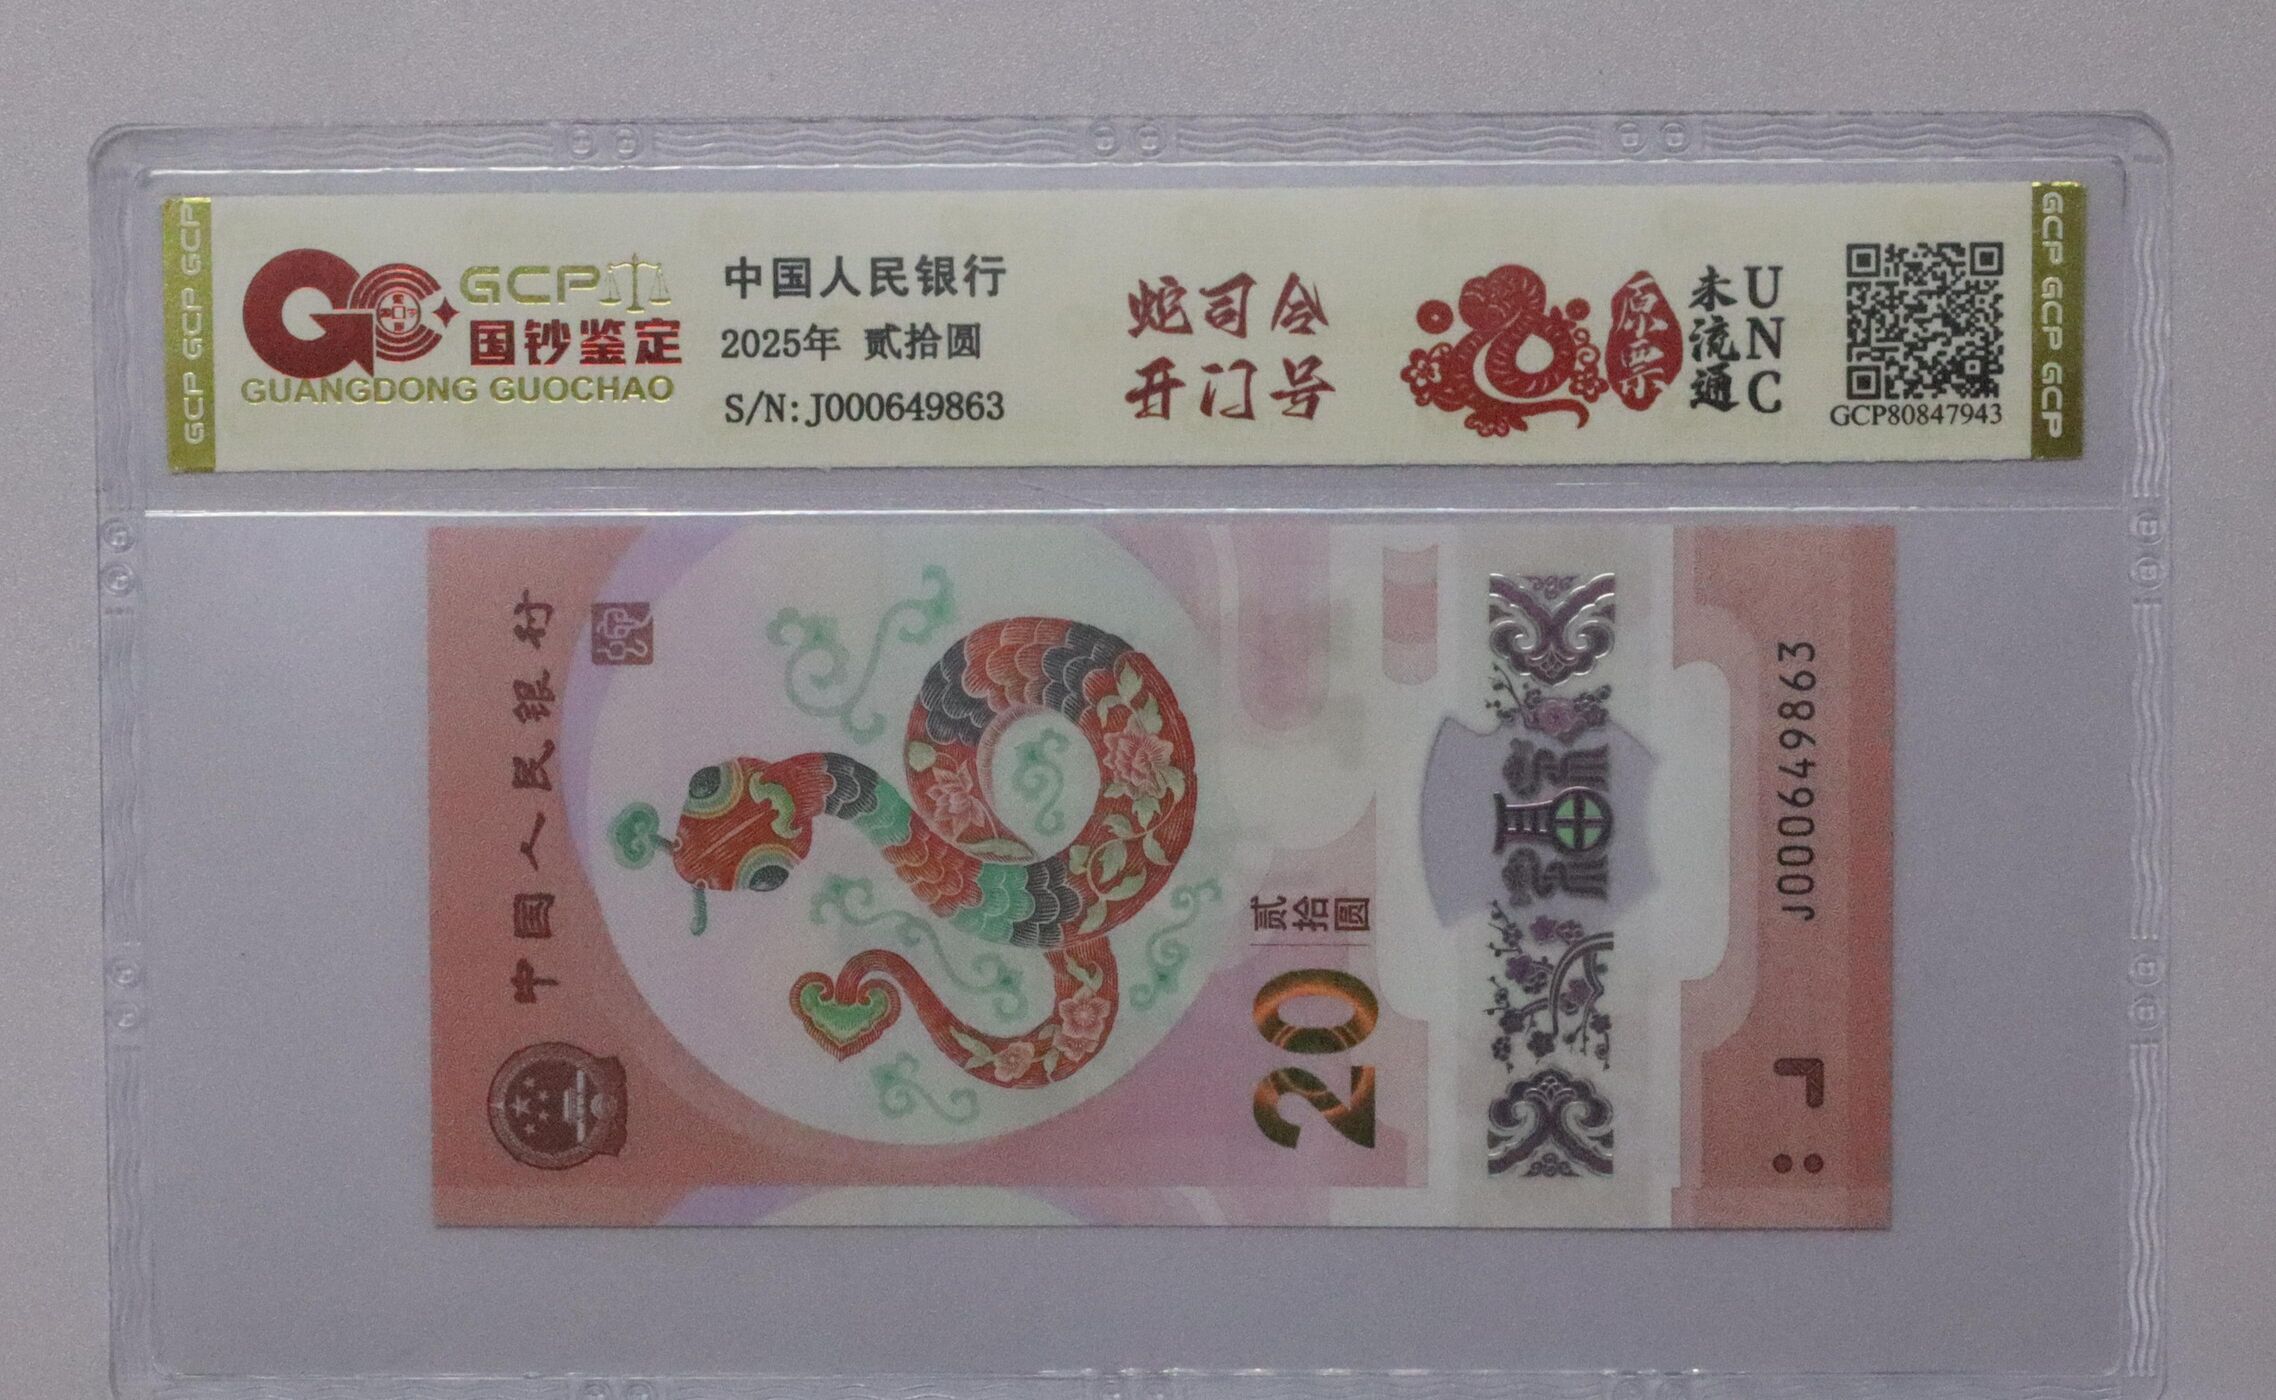 GCP GCP GCP
GCP
国钞鉴定
GUANGDONG GUOCHAO
中国人民银行
2025年 贰拾圆
S/N:J000649863
蛇司令
开门号
原票
未流通
UNC
GCP80847943
GCP GCP GCP
中国人民银行
贰拾圆
20
福
J000649863